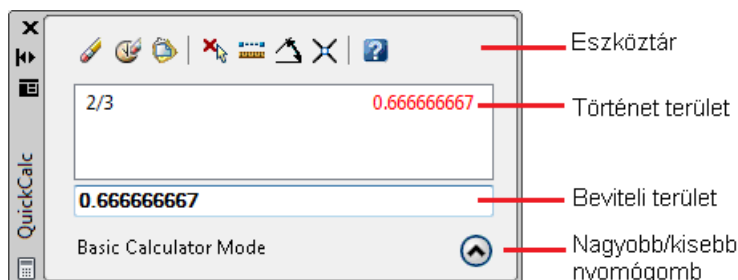 Eszköztár
2/3 0.666666667
Történet terület
QuickCalc
0.666666667
Beviteli terület
Basic Calculator Mode
Nagyobb/kisebb
nyomógomb